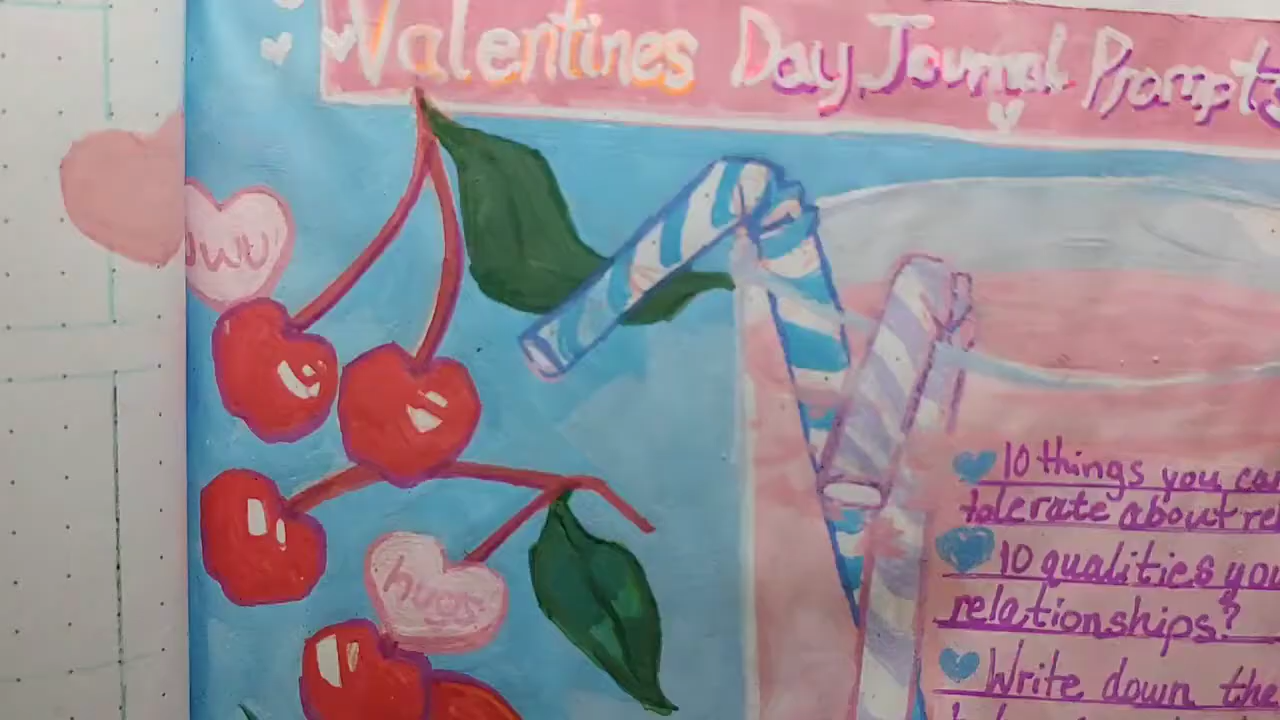 Valentines Day Journal Prompts
UWU
10 things you can
tolerate about re
hugs
10 qualities you
relationships?
Write down the